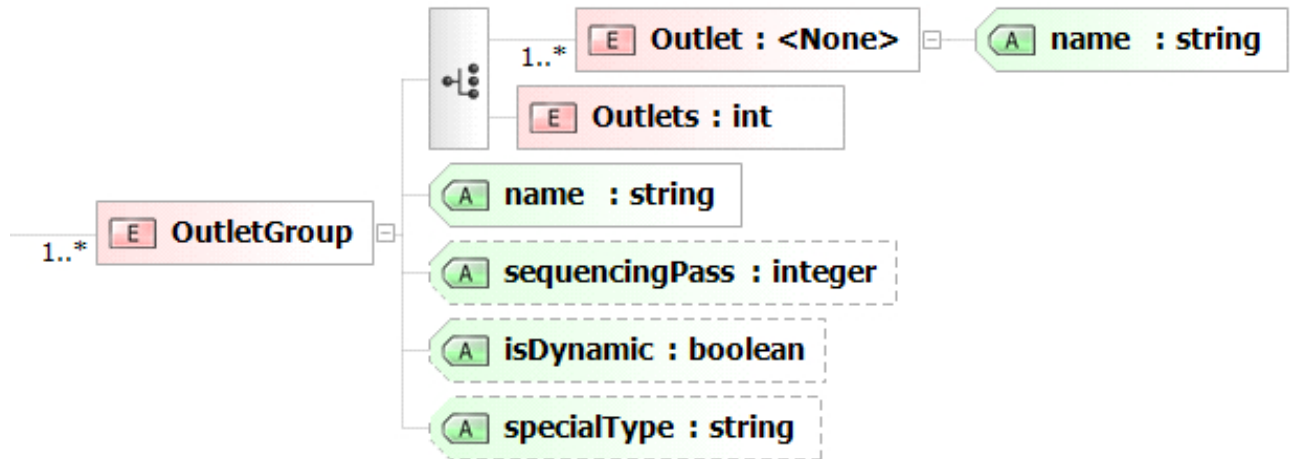 E Outlet : <None>
A name : string
1..*
E Outlets : int
A name : string
E OutletGroup
1..*
A sequencingPass : integer
A isDynamic : boolean
A specialType : string